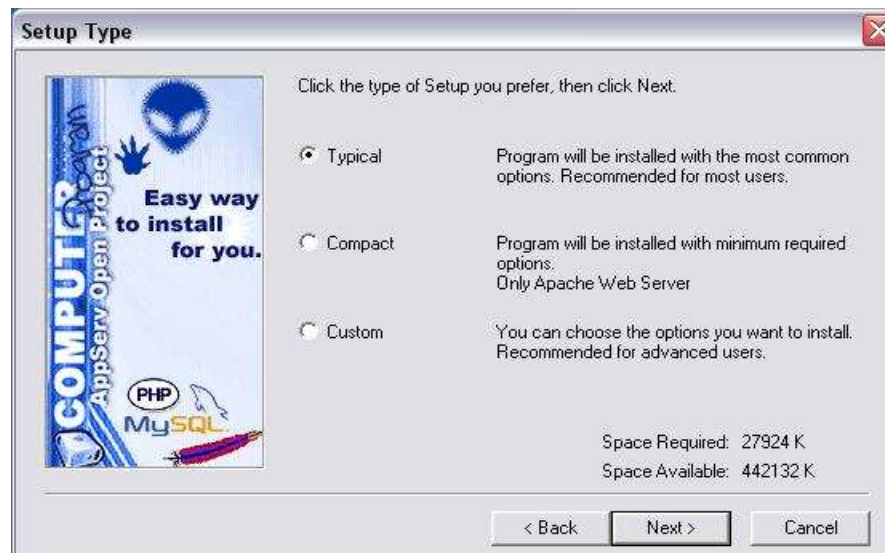 Setup Type
COMPUTER
Program
AppServ Open Project
Easy way
to install
for you.
PHP
MySQL
Click the type of Setup you prefer, then click Next.
Typical
Program will be installed with the most common
options. Recommended for most users.
Compact
Program will be installed with minimum required
options.
Only Apache Web Server
Custom
You can choose the options you want to install.
Recommended for advanced users.
Space Required: 27924 K
Space Available: 442132 K
< Back
Next >
Cancel